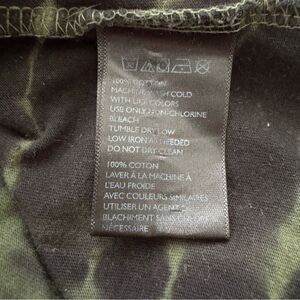 100% COTTON
MACHINE WASH COLD
WITH LIKE COLORS
USE ONLY NON-CHLORINE
BLEACH
TUMBLE DRY LOW
LOW IRON AS NEEDED
DO NOT DRY CLEAN
100% COTON
LAVER À LA MACHINE À
L'EAU FROIDE
AVEC COULEURS SIMILAIRES
UTILISER UN AGENT DE
BLACHIMENT SANS CHLORE
NÉCESSAIRE